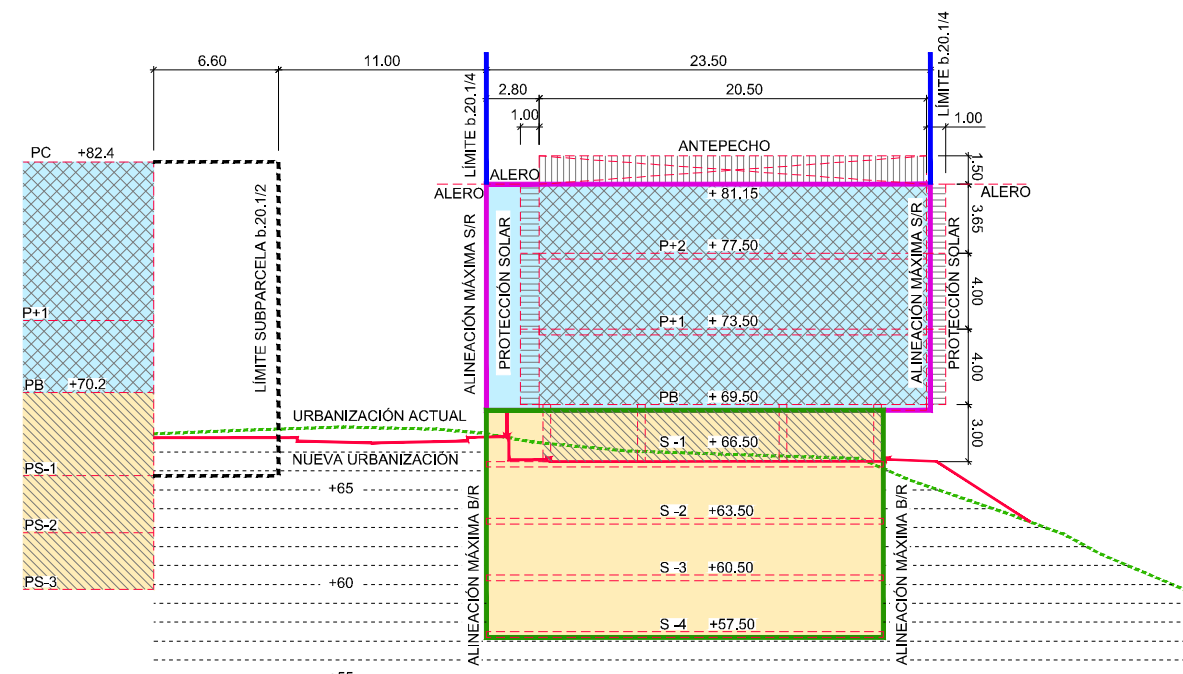 6.60
11.00
23.50
2.80
20.50
1.00
1.00
LÍMITE b.20.1/4
LÍMITE b.20.1/4
PC +82.4
ANTEPECHO
1.50
ALERO
ALERO
ALERO
+ 81.15
3.65
P+2 + 77.50
4.00
P+1
P+1 + 73.50
4.00
PB +70.2
PB + 69.50
LÍMITE SUBPARCELA b.20.1/2
ALINEACIÓN MÁXIMA S/R
PROTECCIÓN SOLAR
ALINEACIÓN MÁXIMA S/R
PROTECCIÓN SOLAR
URBANIZACIÓN ACTUAL
S -1 + 66.50
3.00
NUEVA URBANIZACIÓN
PS-1
+65
S -2 +63.50
PS-2
S -3 +60.50
PS-3
+60
S -4 +57.50
ALINEACIÓN MÁXIMA B/R
ALINEACIÓN MÁXIMA B/R